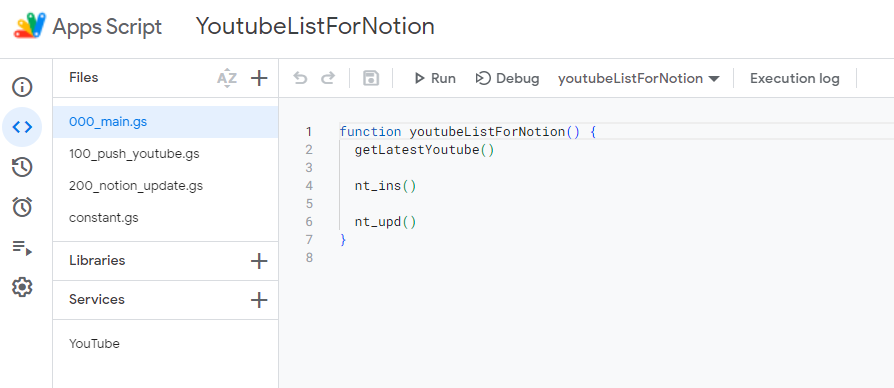 Apps Script YoutubeListForNotion
Files AZ
Run Debug youtubeListForNotion Execution log
000_main.gs
100_push_youtube.gs
200_notion_update.gs
constant.gs
Libraries
Services
YouTube
1 function youtubeListForNotion() {
2 getLatestYoutube()
3
4 nt_ins()
5
6 nt_upd()
7 }
8